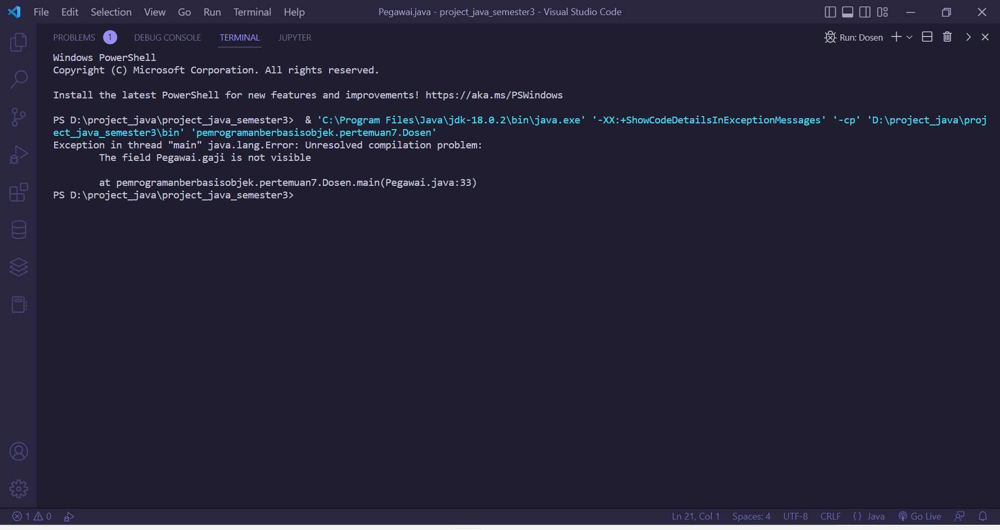 File Edit Selection View Go Run Terminal Help Pegawai.java - project_java_semester3 - Visual Studio Code
PROBLEMS 1 DEBUG CONSOLE TERMINAL JUPYTER Run: Dosen
Windows PowerShell
Copyright (C) Microsoft Corporation. All rights reserved.
Install the latest PowerShell for new features and improvements! https://aka.ms/PSWindows
PS D:\project_java\project_java_semester3>  & 'C:\Program Files\Java\jdk-18.0.2\bin\java.exe' '-XX:+ShowCodeDetailsInExceptionMessages' '-cp' 'D:\project_java\proj
ect_java_semester3\bin' 'pemrogramanberbasisobjek.pertemuan7.Dosen'
Exception in thread "main" java.lang.Error: Unresolved compilation problem:
        The field Pegawai.gaji is not visible
        at pemrogramanberbasisobjek.pertemuan7.Dosen.main(Pegawai.java:33)
PS D:\project_java\project_java_semester3>
1 0 Ln 21, Col 1 Spaces: 4 UTF-8 CRLF {} Java Go Live